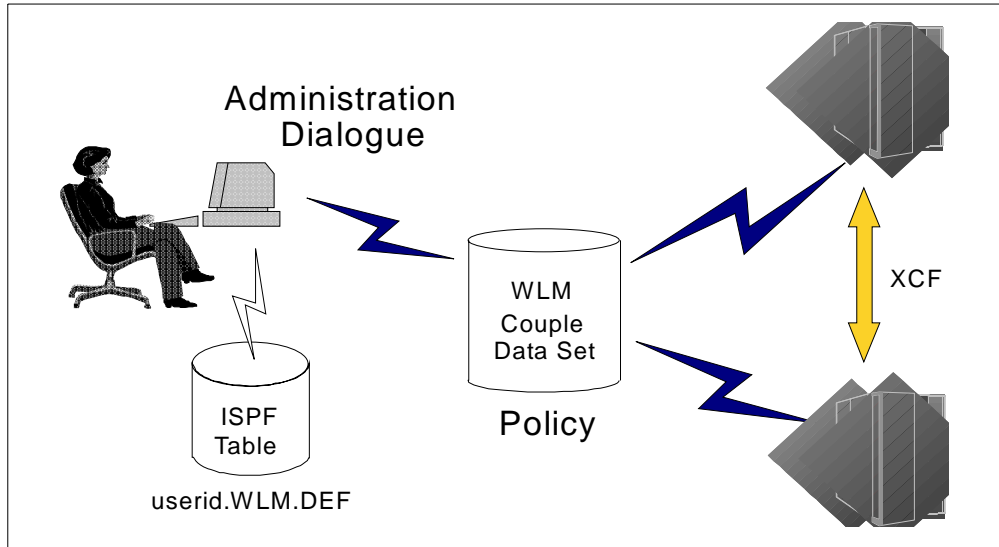 Administration
Dialogue
WLM
Couple
Data Set
Policy
XCF
ISPF
Table
userid.WLM.DEF